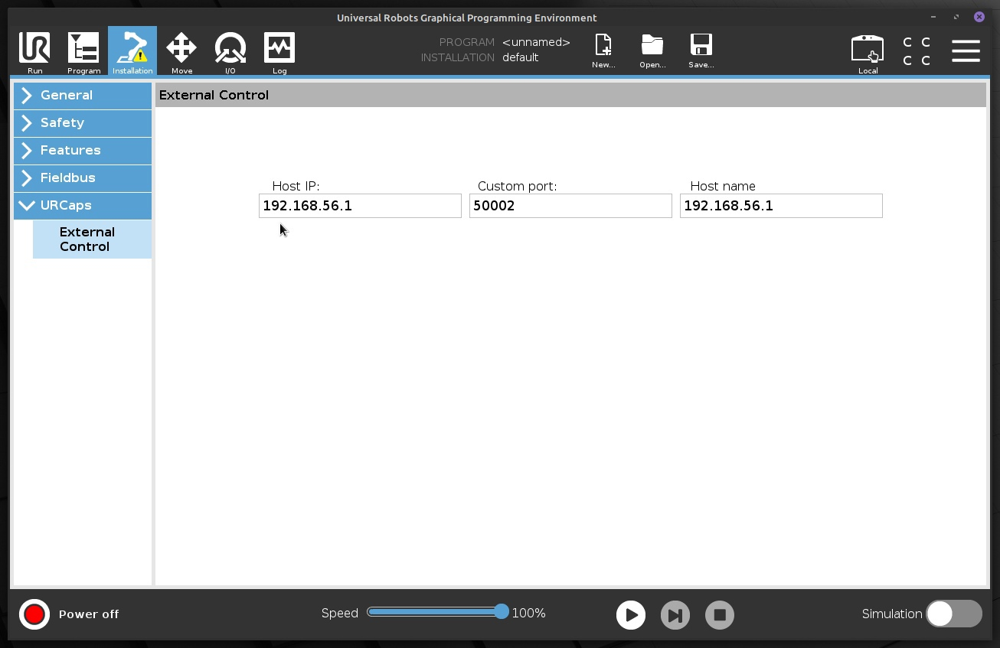 Universal Robots Graphical Programming Environment
UR
Run
Program
Installation
Move
I/O
Log
PROGRAM <unnamed>
INSTALLATION default
New...
Open...
Save...
Local
C C
C C
General
Safety
Features
Fieldbus
URCaps
External
Control
External Control
Host IP: Custom port: Host name
192.168.56.1 50002 192.168.56.1
Power off
Speed 100%
Simulation